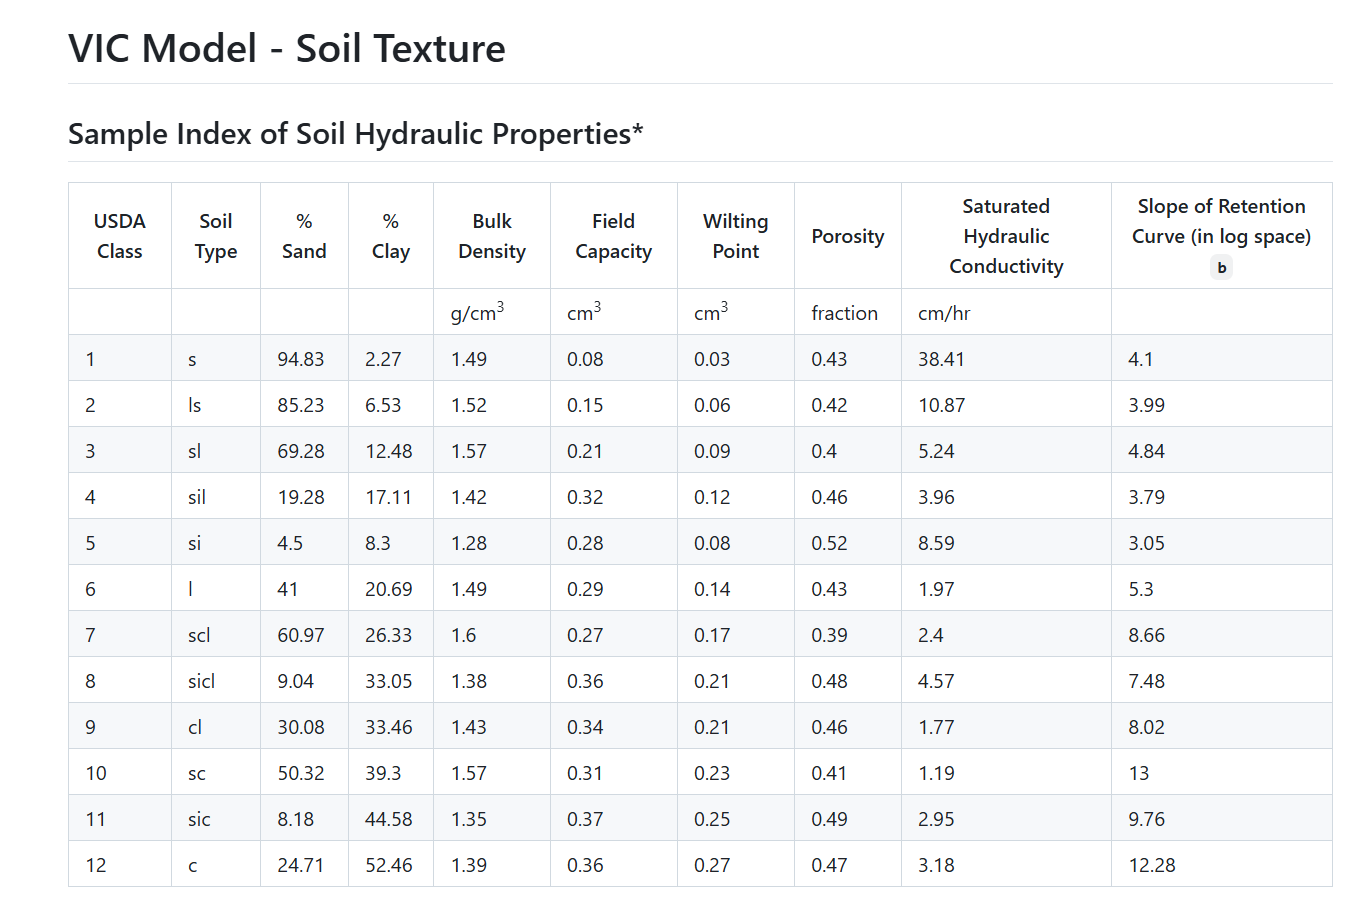 VIC Model - Soil Texture
Sample Index of Soil Hydraulic Properties*
USDA Class | Soil Type | % Sand | % Clay | Bulk Density | Field Capacity | Wilting Point | Porosity | Saturated Hydraulic Conductivity | Slope of Retention Curve (in log space) b
g/cm³ | cm³ | cm³ | fraction | cm/hr
1 | s | 94.83 | 2.27 | 1.49 | 0.08 | 0.03 | 0.43 | 38.41 | 4.1
2 | ls | 85.23 | 6.53 | 1.52 | 0.15 | 0.06 | 0.42 | 10.87 | 3.99
3 | sl | 69.28 | 12.48 | 1.57 | 0.21 | 0.09 | 0.4 | 5.24 | 4.84
4 | sil | 19.28 | 17.11 | 1.42 | 0.32 | 0.12 | 0.46 | 3.96 | 3.79
5 | si | 4.5 | 8.3 | 1.28 | 0.28 | 0.08 | 0.52 | 8.59 | 3.05
6 | l | 41 | 20.69 | 1.49 | 0.29 | 0.14 | 0.43 | 1.97 | 5.3
7 | scl | 60.97 | 26.33 | 1.6 | 0.27 | 0.17 | 0.39 | 2.4 | 8.66
8 | sicl | 9.04 | 33.05 | 1.38 | 0.36 | 0.21 | 0.48 | 4.57 | 7.48
9 | cl | 30.08 | 33.46 | 1.43 | 0.34 | 0.21 | 0.46 | 1.77 | 8.02
10 | sc | 50.32 | 39.3 | 1.57 | 0.31 | 0.23 | 0.41 | 1.19 | 13
11 | sic | 8.18 | 44.58 | 1.35 | 0.37 | 0.25 | 0.49 | 2.95 | 9.76
12 | c | 24.71 | 52.46 | 1.39 | 0.36 | 0.27 | 0.47 | 3.18 | 12.28